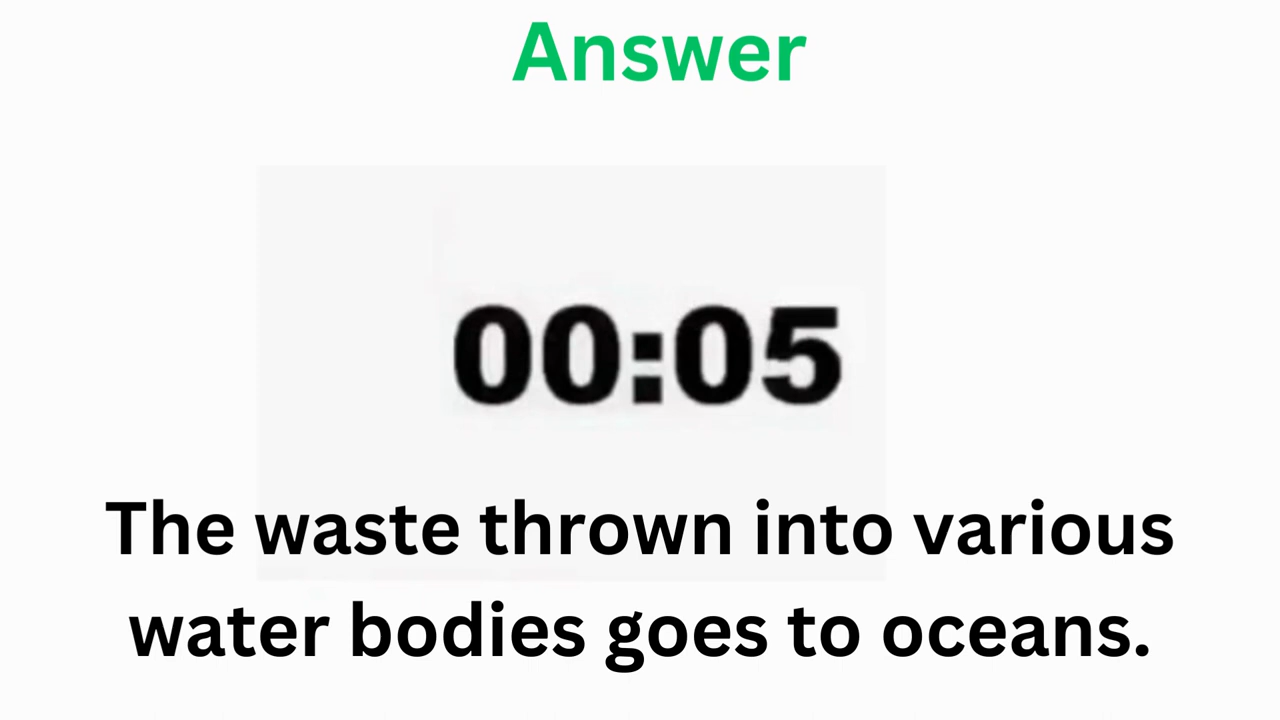 Answer
00:05
The waste thrown into various
water bodies goes to oceans.